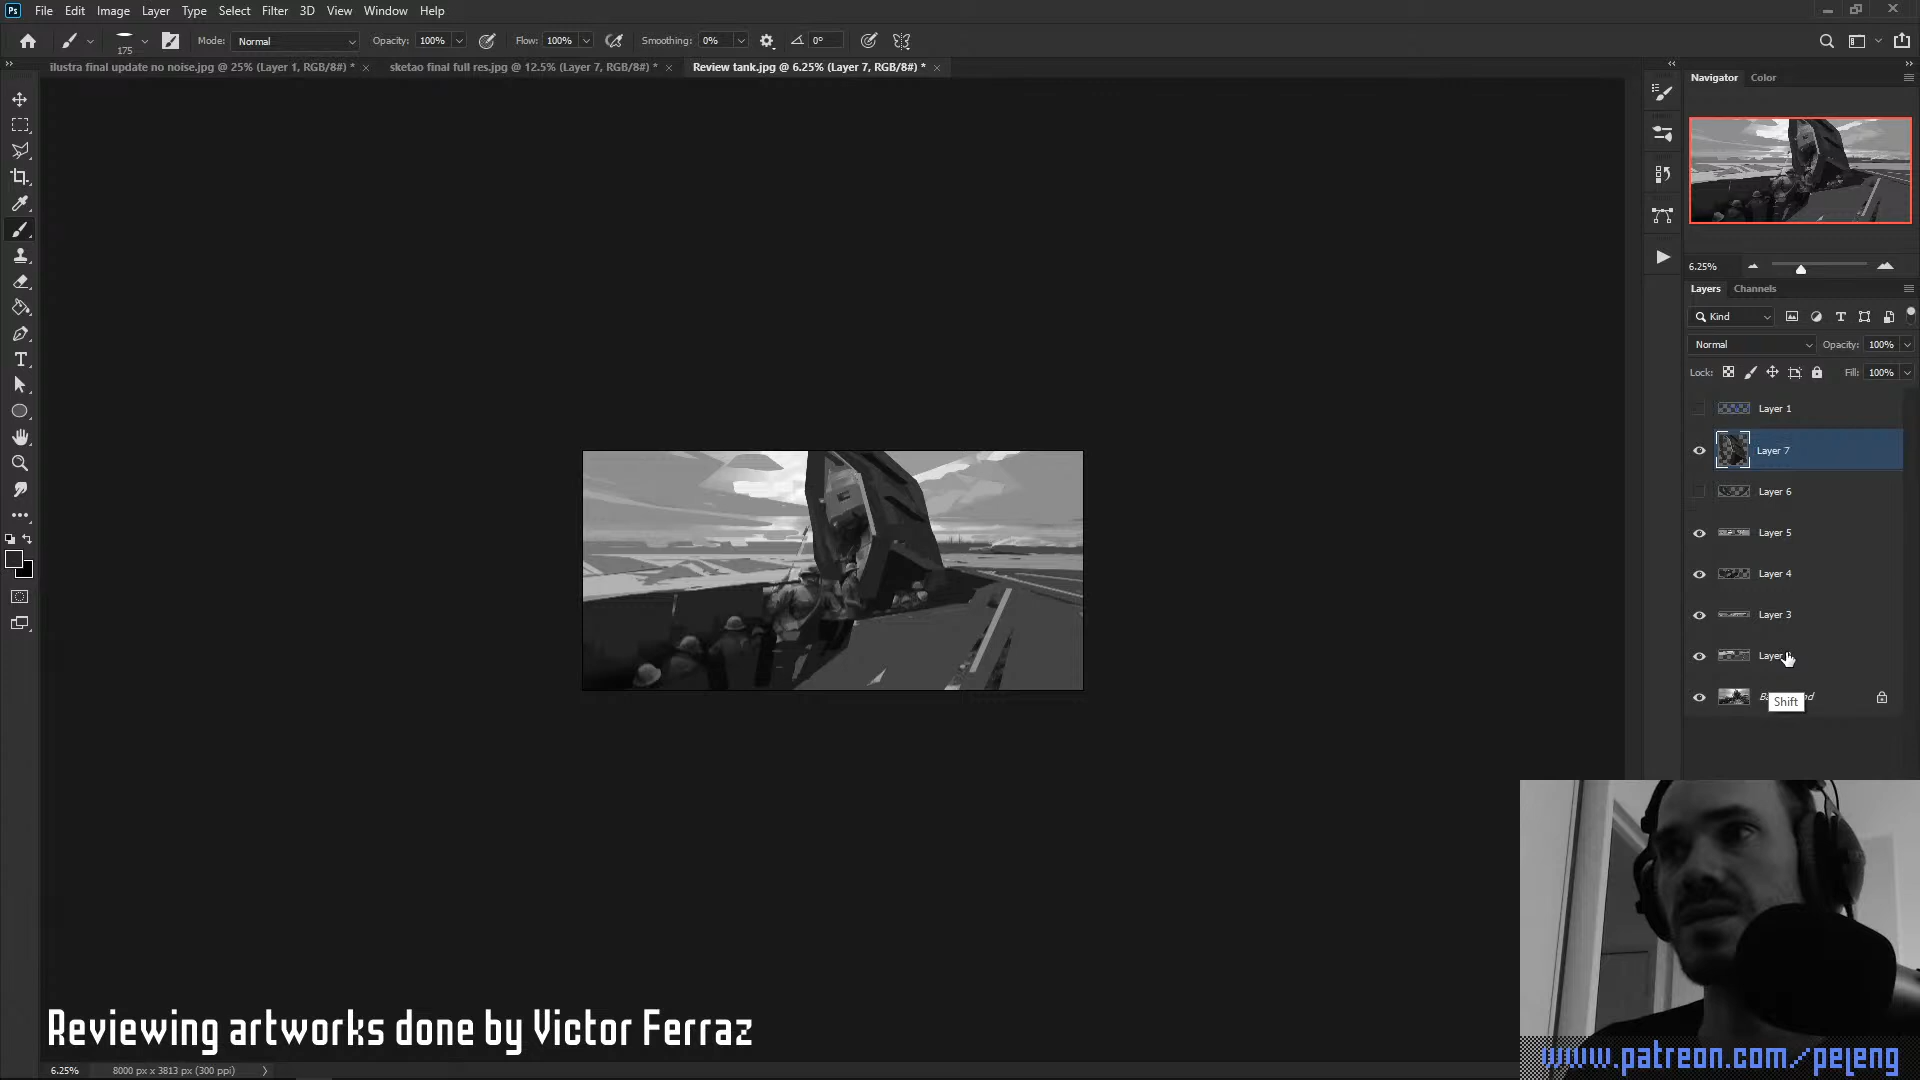 Ps File Edit Image Layer Type Select Filter 3D View Window Help
175 Mode: Normal Opacity: 100% Flow: 100% Smoothing: 0% 0°
ilustra final update no noise.jpg @ 25% (Layer 1, RGB/8#) * sketao final full res.jpg @ 12.5% (Layer 7, RGB/8#) * Review tank.jpg @ 6.25% (Layer 7, RGB/8#) *
Navigator Color
6.25%
Layers Channels
Kind
Normal Opacity: 100%
Lock: Fill: 100%
Layer 1
Layer 7
Layer 6
Layer 5
Layer 4
Layer 3
Layer
Shift
Reviewing artworks done by Victor Ferraz
www.patreon.com/peleng
6.25% 8000 px x 3813 px (300 ppi)